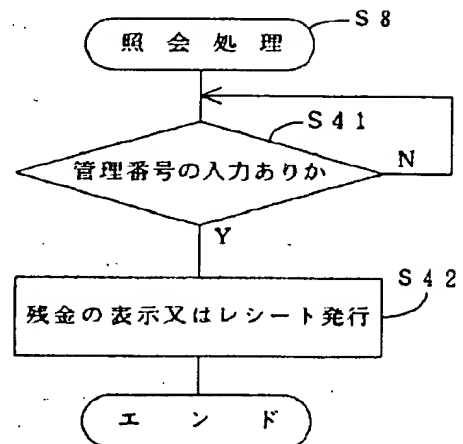 S8
照会処理
S41
管理番号の入力ありか
N
Y
S42
残金の表示又はレシート発行
エンド